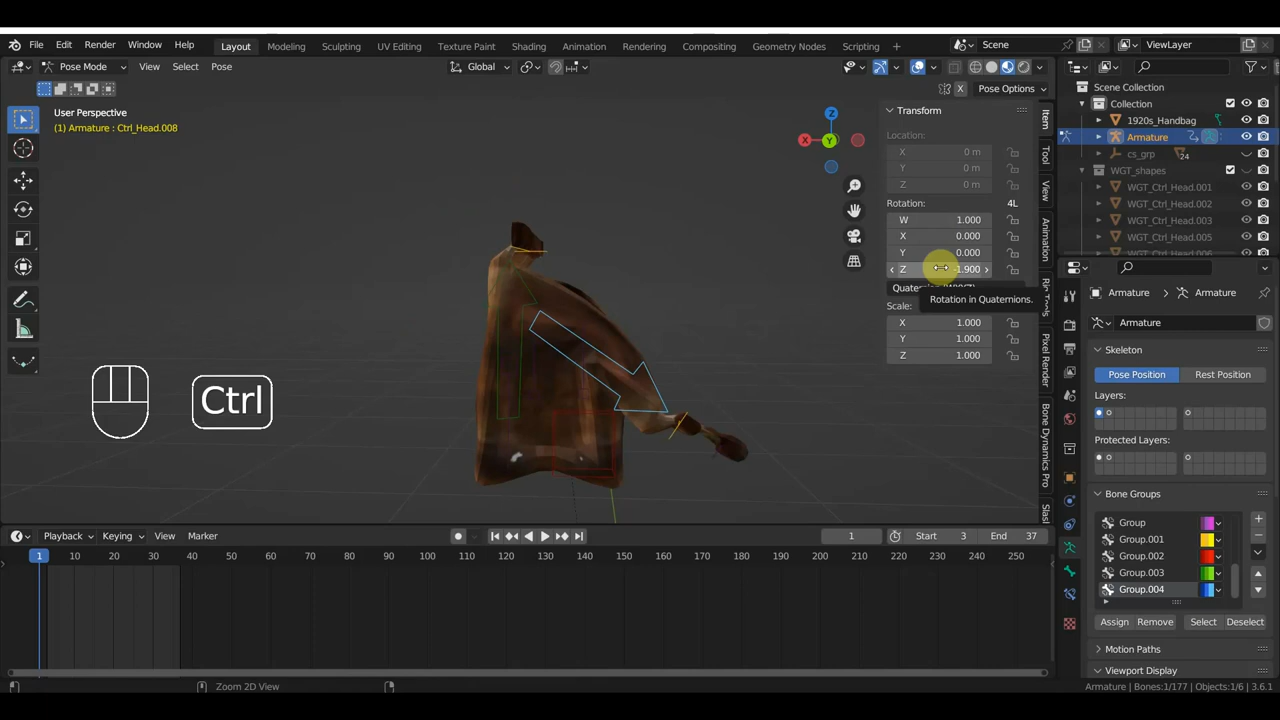 File Edit Render Window Help Layout Modeling Sculpting UV Editing Texture Paint Shading Animation Rendering Compositing Geometry Nodes Scripting + Scene ViewLayer
Pose Mode View Select Pose Global
X Pose Options
User Perspective
(1) Armature : Ctrl_Head.008
Z
X
Y
Transform
Location:
X 0 m
Y 0 m
Z 0 m
Rotation: 4L
W 1.000
X 0.000
Y 0.000
Z -1.900
Rotation in Quaternions.
Scale:
X 1.000
Y 1.000
Z 1.000
Item
Tool
View
Animation
Pixel Render
Bone Dynamics Pro
Ctrl
Scene Collection
Collection
1920s_Handbag
Armature
cs_grp 24
WGT_shapes
WGT_Ctrl_Head.001
WGT_Ctrl_Head.002
WGT_Ctrl_Head.003
WGT_Ctrl_Head.005
Armature Armature
Armature
Skeleton
Pose Position Rest Position
Layers:
Protected Layers:
Bone Groups
Group
Group.001
Group.002
Group.003
Group.004
Assign Remove Select Deselect
Motion Paths
Viewport Display
Playback Keying View Marker 1 Start 3 End 37
1 10 20 30 40 50 60 70 80 90 100 110 120 130 140 150 160 170 180 190 200 210 220 230 240 250
Zoom 2D View
Armature | Bones:1/177 | Objects:1/6 | 3.6.1